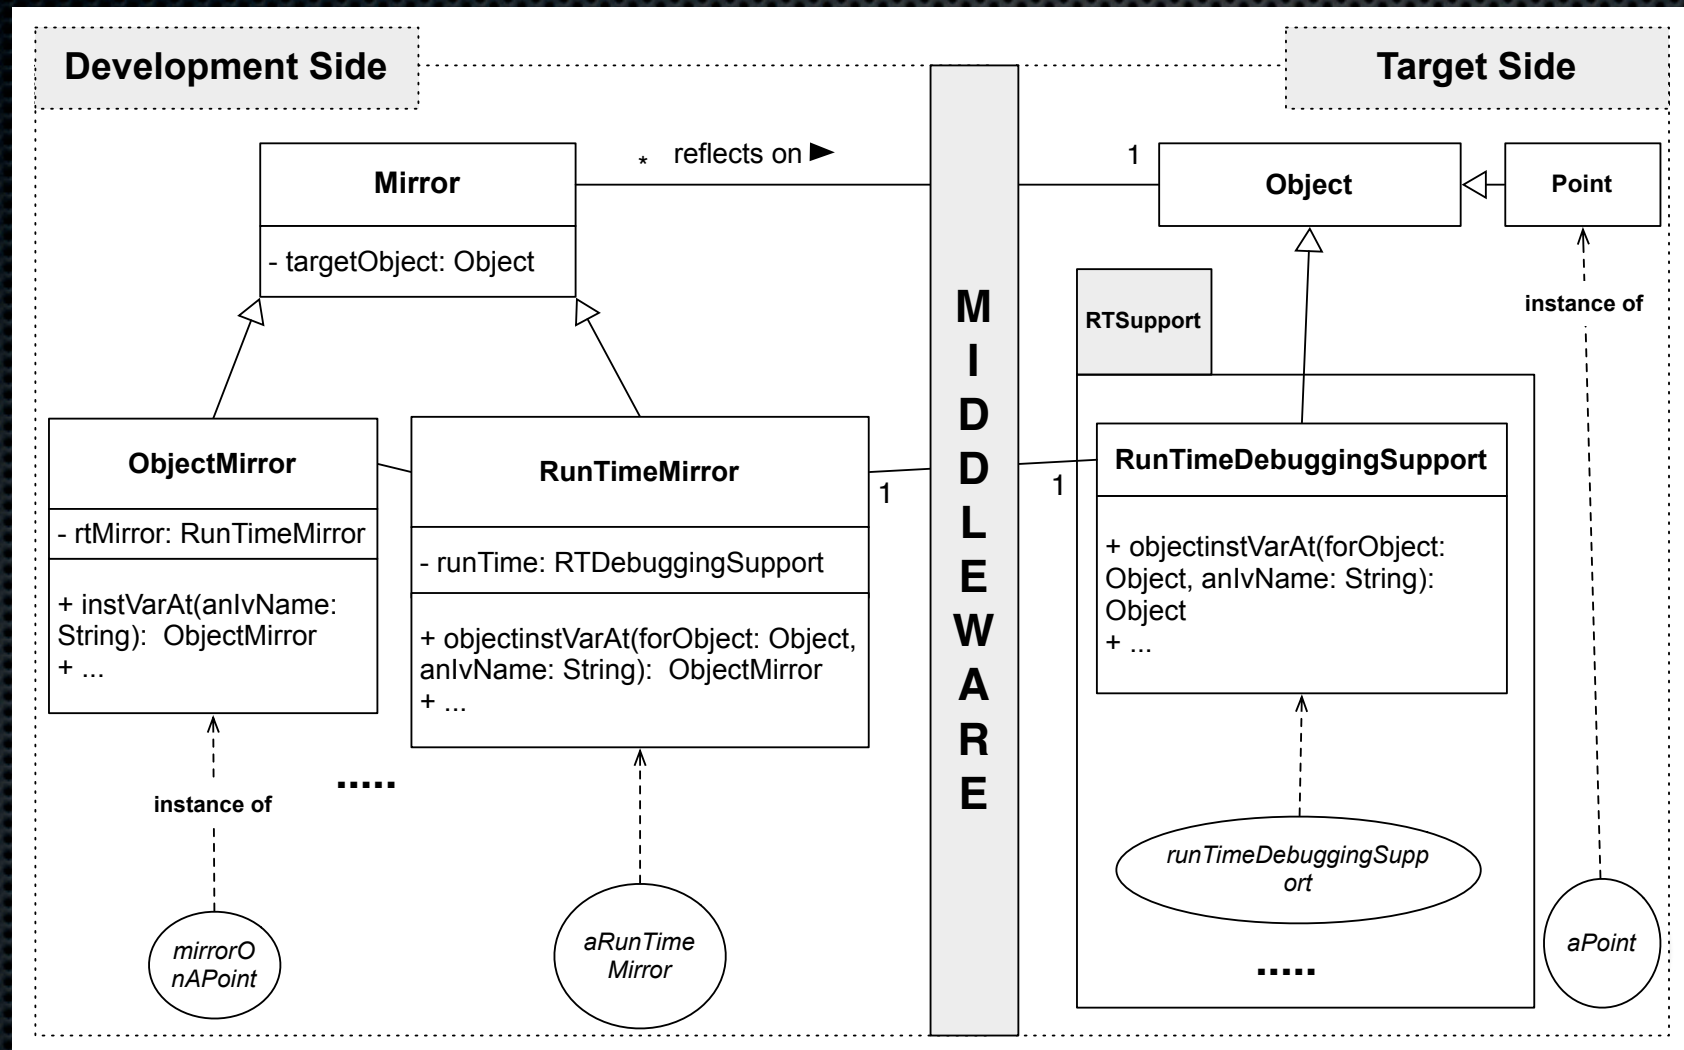 Development Side
Target Side
Mirror
- targetObject: Object
* reflects on ►
1
Object
Point
instance of
RTSupport
M
I
D
D
L
E
W
A
R
E
ObjectMirror
- rtMirror: RunTimeMirror
+ instVarAt(anIvName:
String): ObjectMirror
+ ...
RunTimeMirror
- runTime: RTDebuggingSupport
+ objectinstVarAt(forObject: Object,
anIvName: String): ObjectMirror
+ ...
1
1
RunTimeDebuggingSupport
+ objectinstVarAt(forObject:
Object, anIvName: String):
Object
+ ...
.....
instance of
mirrorO
nAPoint
aRunTime
Mirror
runTimeDebuggingSupp
ort
.....
aPoint